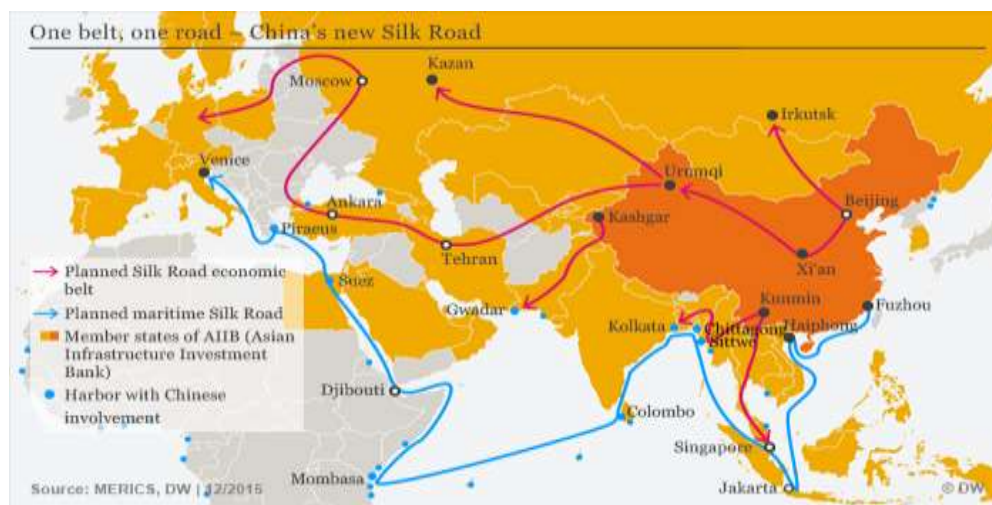 One belt, one road – China's new Silk Road
Moscow
Kazan
Irkutsk
Venice
Urumqi
Ankara
Kashgar
Beijing
Piraeus
Tehran
Xi'an
Planned Silk Road economic
belt
Suez
Gwadar
Kunmin
Fuzhou
Planned maritime Silk Road
Kolkata
Chittagong
Haiphong
Sittwe
Member states of AIIB (Asian
Infrastructure Investment
Bank)
Djibouti
Harbor with Chinese
involvement
Colombo
Singapore
Mombasa
Jakarta
Source: MERICS, DW | 12/2015
© DW